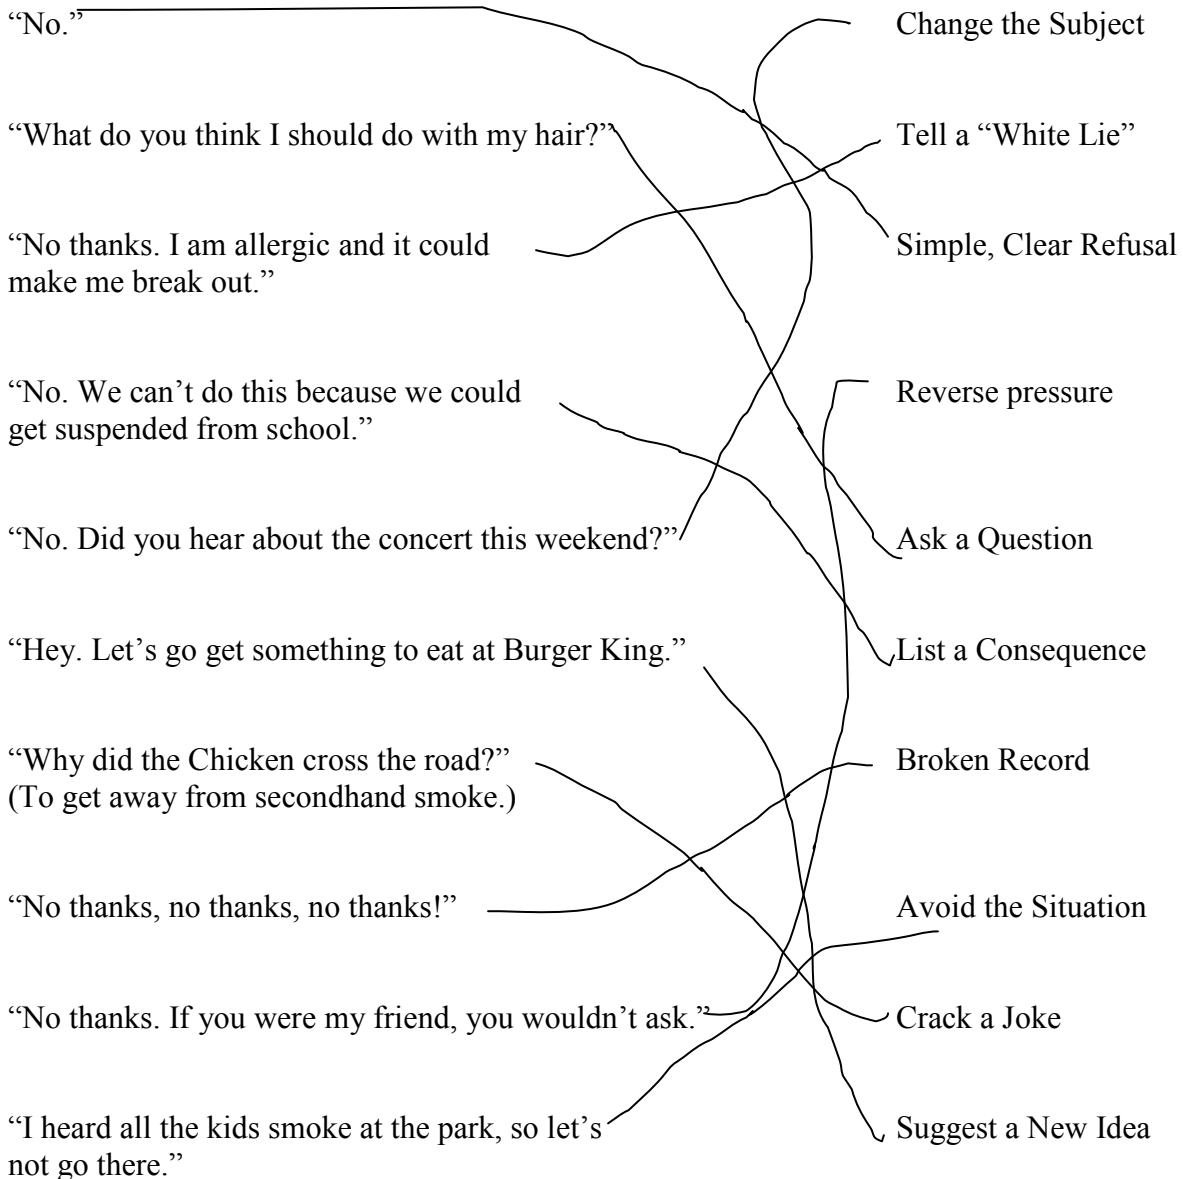 “No.” Change the Subject
“What do you think I should do with my hair?” Tell a “White Lie”
“No thanks. I am allergic and it could Simple, Clear Refusal
make me break out.”
“No. We can’t do this because we could Reverse pressure
get suspended from school.”
“No. Did you hear about the concert this weekend?” Ask a Question
“Hey. Let’s go get something to eat at Burger King.” List a Consequence
“Why did the Chicken cross the road?” Broken Record
(To get away from secondhand smoke.)
“No thanks, no thanks, no thanks!” Avoid the Situation
“No thanks. If you were my friend, you wouldn’t ask.” Crack a Joke
“I heard all the kids smoke at the park, so let’s Suggest a New Idea
not go there.”